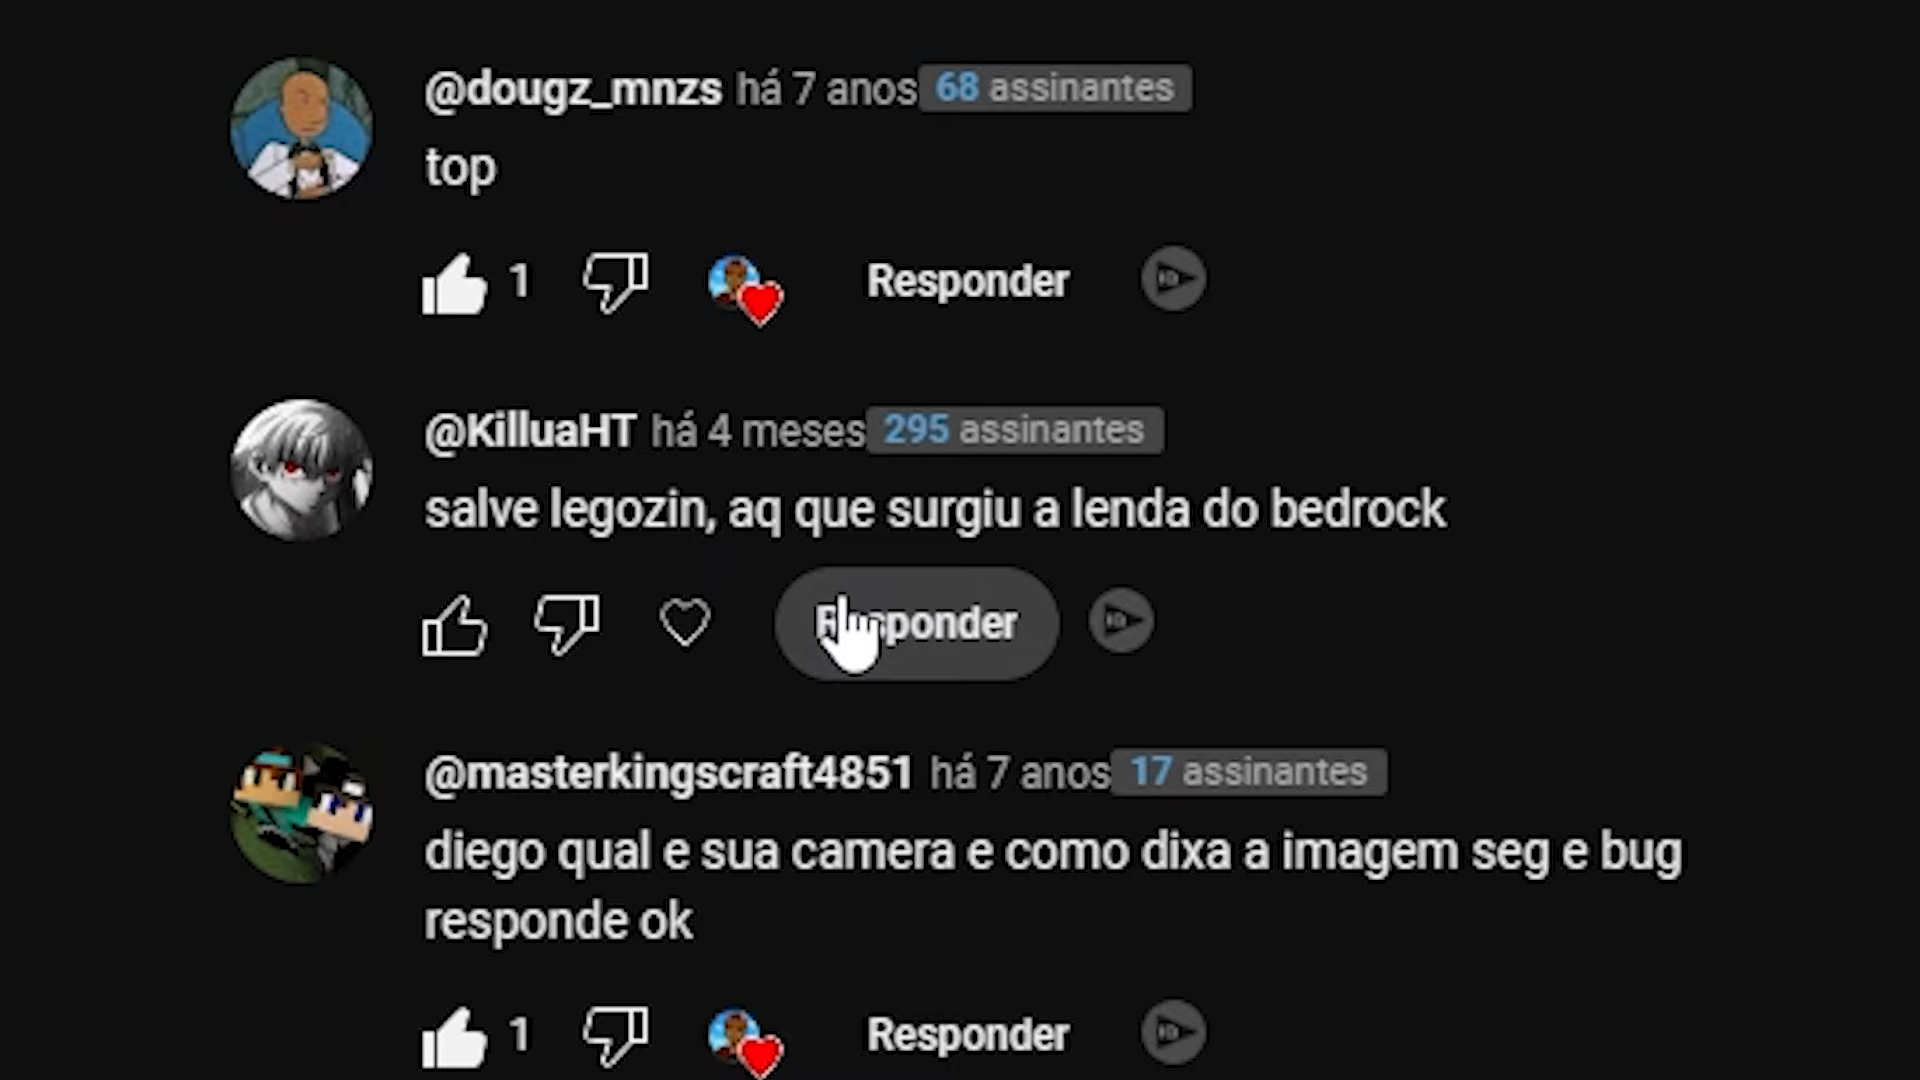 @dougz_mnzs há 7 anos 68 assinantes
top
1 Responder
@KilluaHT há 4 meses 295 assinantes
salve legozin, aq que surgiu a lenda do bedrock
Responder
@masterkingscraft4851 há 7 anos 17 assinantes
diego qual e sua camera e como dixa a imagem seg e bug
responde ok
1 Responder